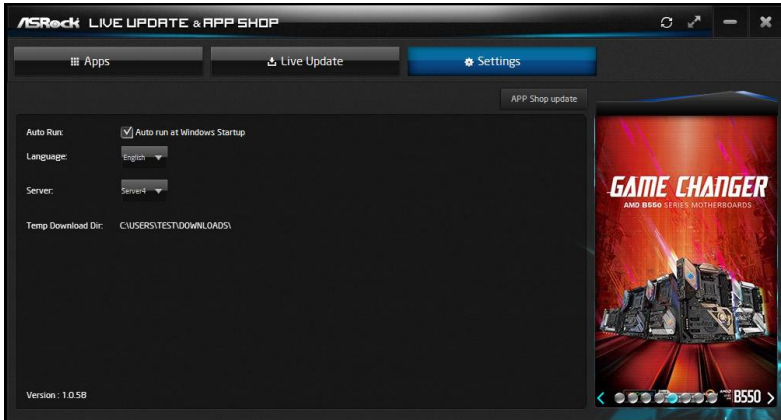 ASRock LIVE UPDATE & APP SHOP
Apps
Live Update
Settings
APP Shop update
Auto Run:
Auto run at Windows Startup
Language:
English
Server:
Server4
Temp Download Dir:
C:\USERS\TEST\DOWNLOADS\
GAME CHANGER
AMD B550 SERIES MOTHERBOARDS
B550
Version : 1.0.58